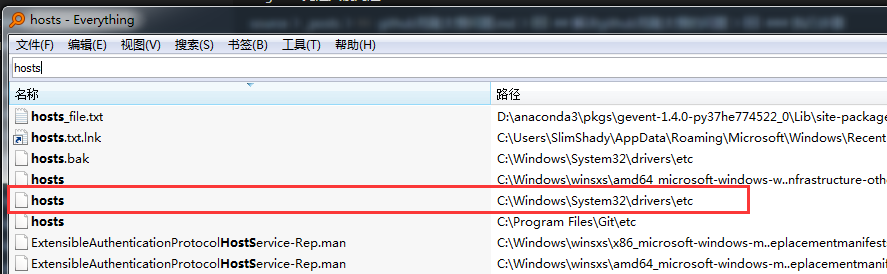 hosts - Everything
文件(F) 编辑(E) 视图(V) 搜索(S) 书签(B) 工具(T) 帮助(H)
hosts
名称 路径
hosts_file.txt D:\anaconda3\pkgs\gevent-1.4.0-py37he774522_0\Lib\site-package
hosts.txt.lnk C:\Users\SlimShady\AppData\Roaming\Microsoft\Windows\Recent
hosts.bak C:\Windows\System32\drivers\etc
hosts C:\Windows\winsxs\amd64_microsoft-windows-w..nfrastructure-othe
hosts C:\Windows\System32\drivers\etc
hosts C:\Program Files\Git\etc
ExtensibleAuthenticationProtocolHostService-Rep.man C:\Windows\winsxs\x86_microsoft-windows-m..eplacementmanifest
ExtensibleAuthenticationProtocolHostService-Rep.man C:\Windows\winsxs\amd64_microsoft-windows-m..eplacementmanife